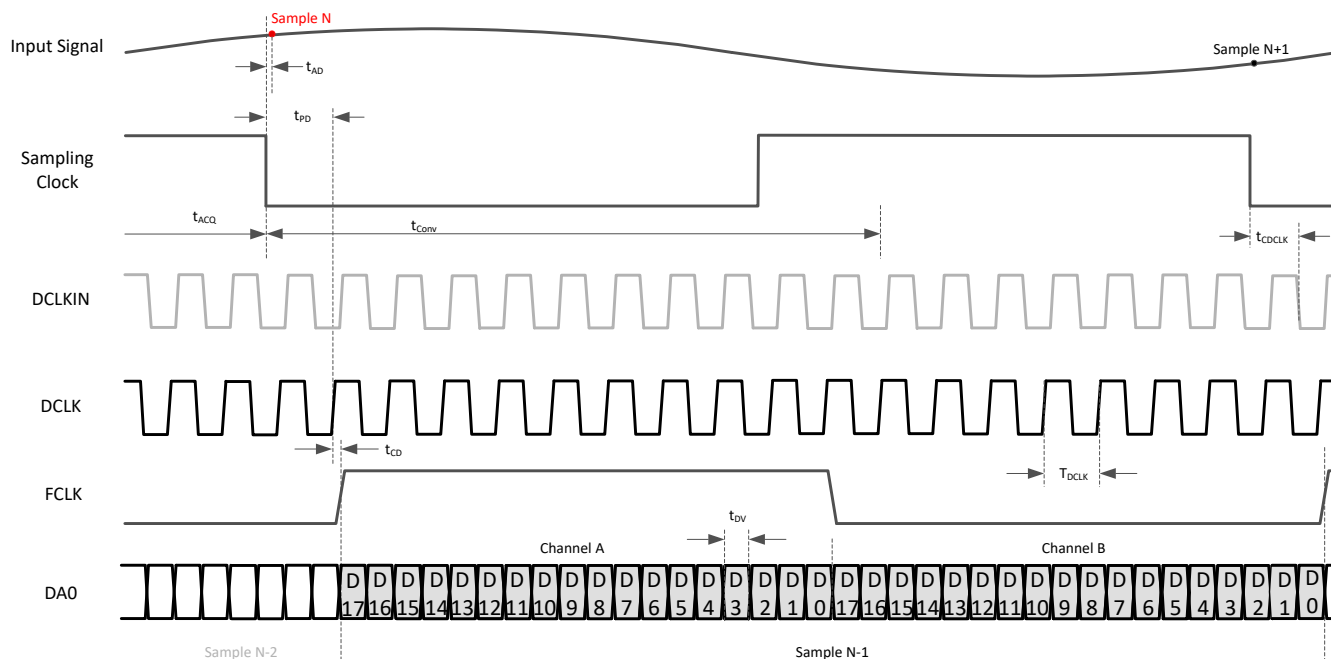 Sample N
Input Signal
Sample N+1
tAD
tPD
Sampling
Clock
tACQ
tConv
tCDCLK
DCLKIN
DCLK
tCD
TDCLK
FCLK
tDV
Channel A
Channel B
DA0
D D D D D D D D D D D D D D D D D D D D D D D D D D D D D D D D D D D D
17 16 15 14 13 12 11 10 9 8 7 6 5 4 3 2 1 0 17 16 15 14 13 12 11 10 9 8 7 6 5 4 3 2 1 0
Sample N-2
Sample N-1